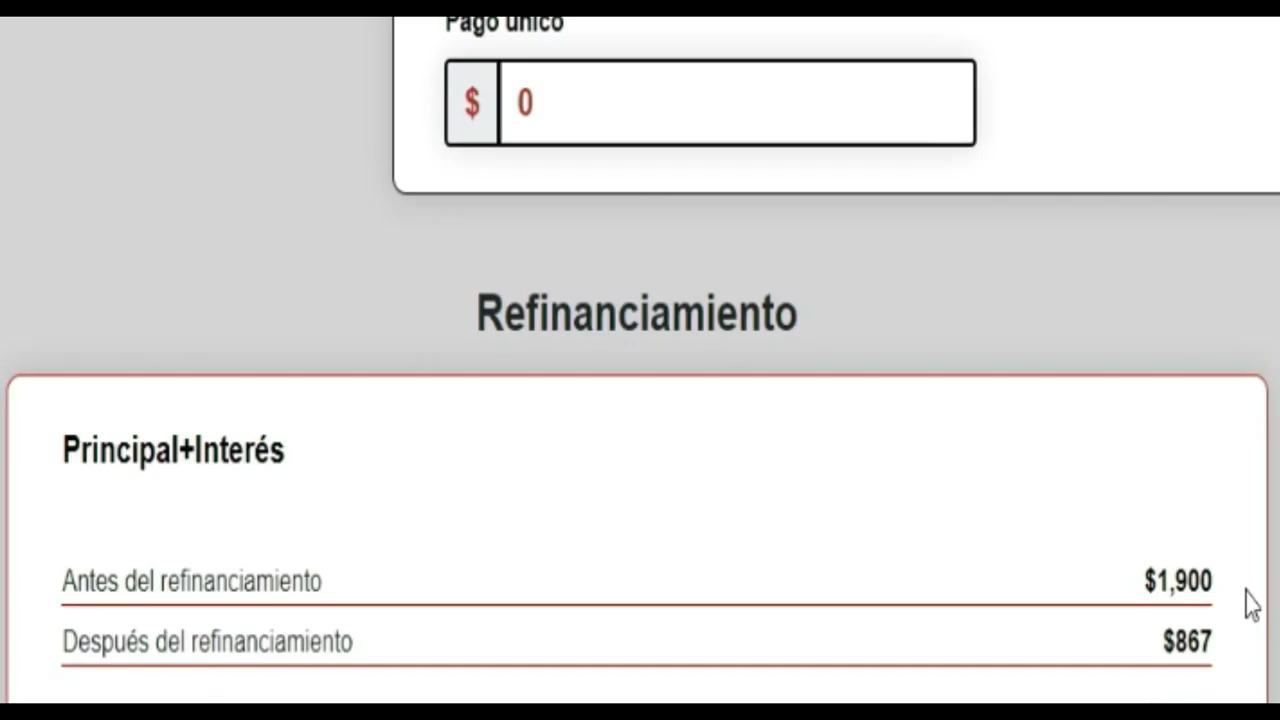 Pago único
$ 0
Refinanciamiento
Principal+Interés
Antes del refinanciamiento $1,900
Después del refinanciamiento $867